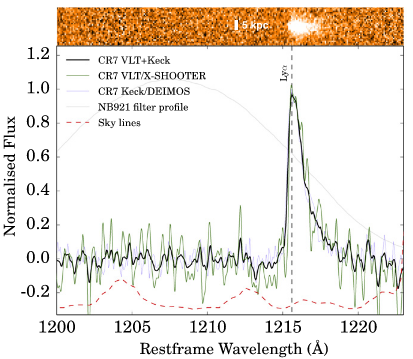 5 kpc
1.2
1.0
0.8
0.6
0.4
0.2
0.0
-0.2
Normalised Flux
CR7 VLT+Keck
CR7 VLT/X-SHOOTER
CR7 Keck/DEIMOS
NB921 filter profile
Sky lines
Lyα
1200
1205
1210
1215
1220
Restframe Wavelength (Å)